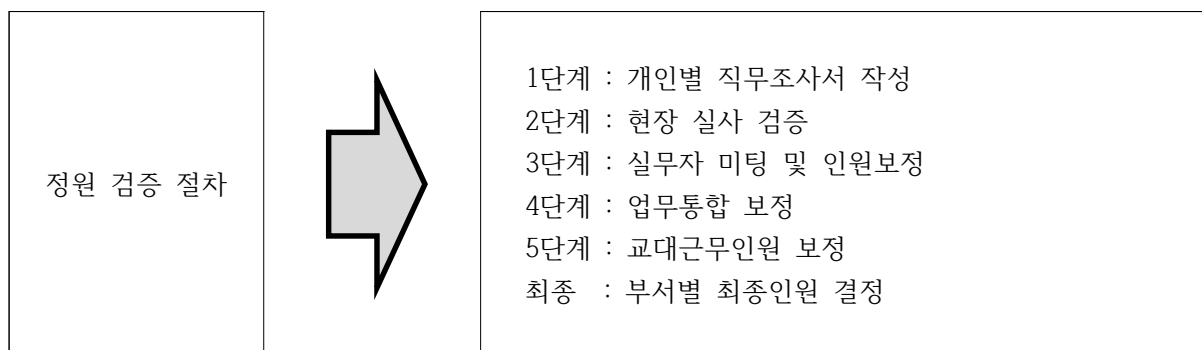 정원 검증 절차
1단계 : 개인별 직무조사서 작성
2단계 : 현장 실사 검증
3단계 : 실무자 미팅 및 인원보정
4단계 : 업무통합 보정
5단계 : 교대근무인원 보정
최종 : 부서별 최종인원 결정